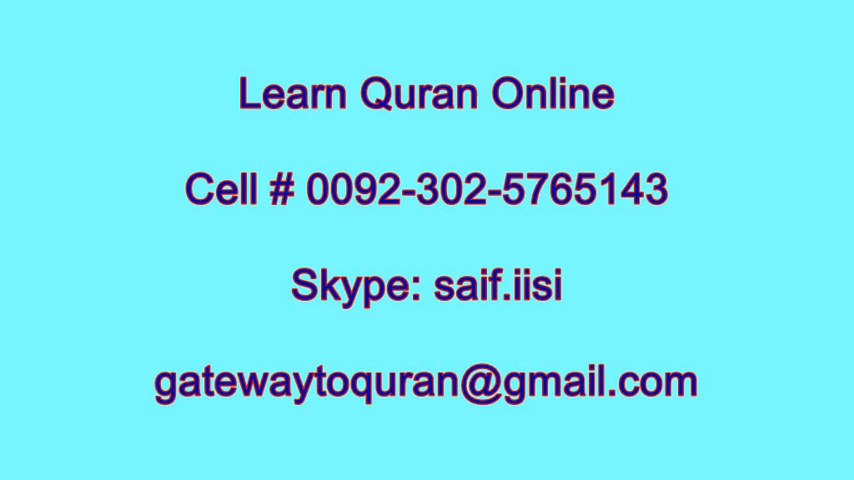 Learn Quran Online
Cell # 0092-302-5765143
Skype: saif.iisi
gatewaytoquran@gmail.com